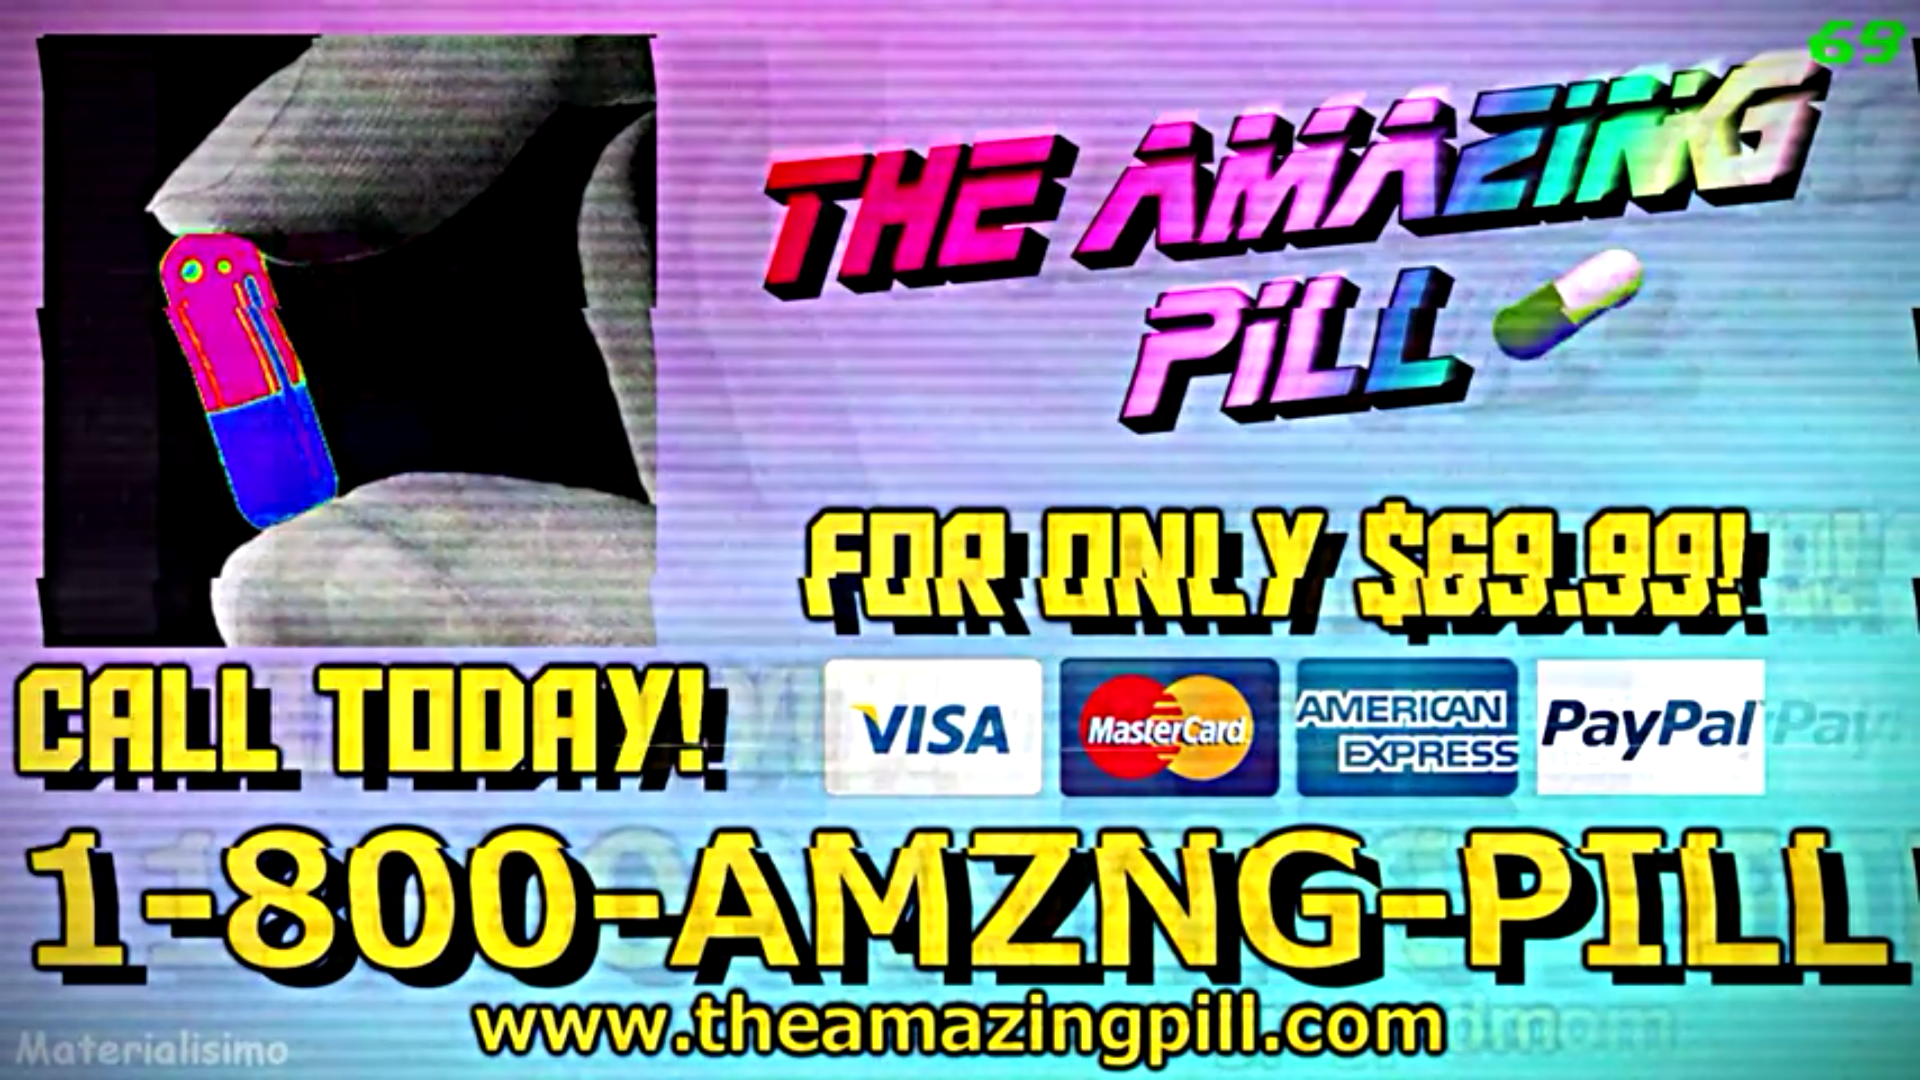 69
THE AMAZING
PILL
FOR ONLY $69.99!
CALL TODAY!
VISA
MasterCard
AMERICAN
EXPRESS
PayPal
1-800-AMZNG-PILL
www.theamazingpill.com
Materialisimo